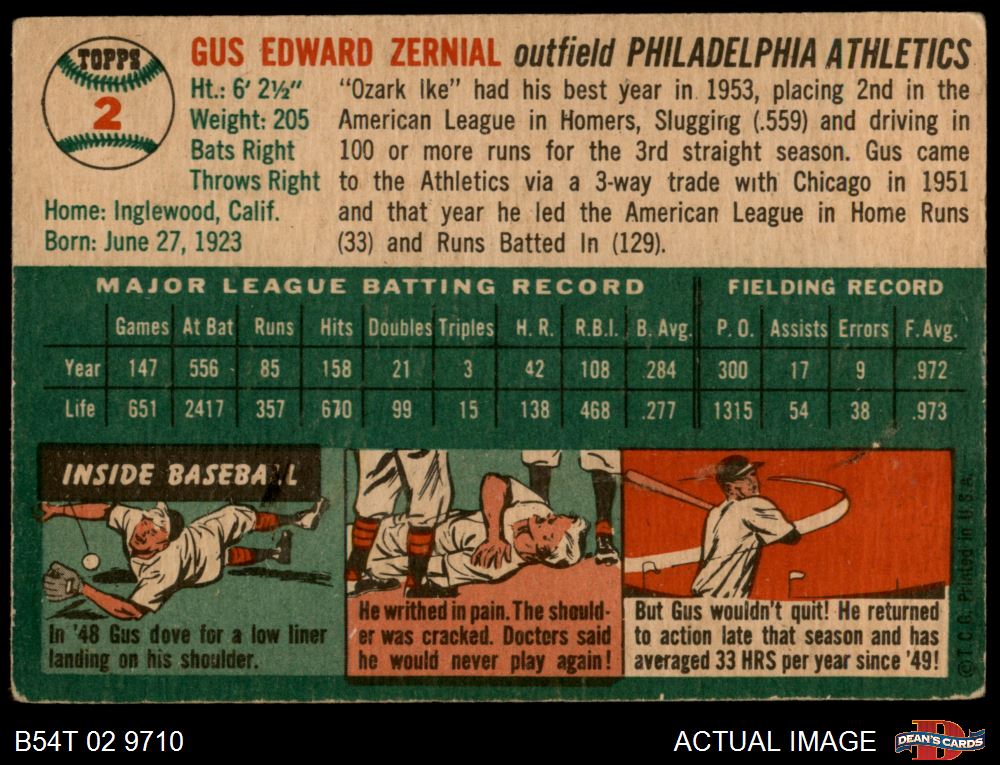 TOPPS
2
GUS EDWARD ZERNIAL outfield PHILADELPHIA ATHLETICS
Ht.: 6' 2½"
Weight: 205
Bats Right
Throws Right
Home: Inglewood, Calif.
Born: June 27, 1923
"Ozark Ike" had his best year in 1953, placing 2nd in the
American League in Homers, Slugging (.559) and driving in
100 or more runs for the 3rd straight season. Gus came
to the Athletics via a 3-way trade with Chicago in 1951
and that year he led the American League in Home Runs
(33) and Runs Batted In (129).
MAJOR LEAGUE BATTING RECORD FIELDING RECORD
Games At Bat Runs Hits Doubles Triples H. R. R.B.I. B. Avg. P. O. Assists Errors F. Avg.
Year 147 556 85 158 21 3 42 108 .284 300 17 9 .972
Life 651 2417 357 670 99 15 138 468 .277 1315 54 38 .973
INSIDE BASEBALL
In '48 Gus dove for a low liner
landing on his shoulder.
He writhed in pain. The should-
er was cracked. Docters said
he would never play again!
But Gus wouldn't quit! He returned
to action late that season and has
averaged 33 HRS per year since '49!
© T. C. G. Printed in U. S. A.
B54T 02 9710
ACTUAL IMAGE
DEAN'S CARDS